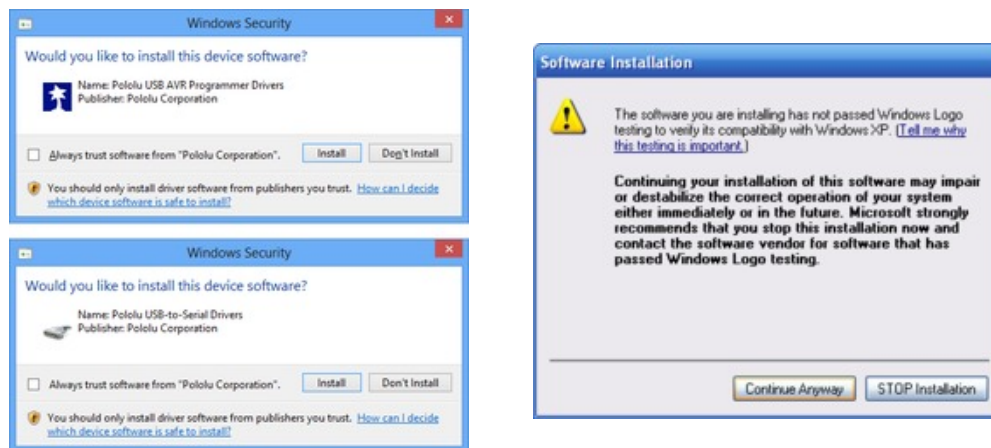 Windows Security
Would you like to install this device software?
Name: Pololu USB AVR Programmer Drivers
Publisher: Pololu Corporation
Always trust software from "Pololu Corporation".
Install
Don't Install
You should only install driver software from publishers you trust. How can I decide
which device software is safe to install?
Windows Security
Would you like to install this device software?
Name: Pololu USB-to-Serial Drivers
Publisher: Pololu Corporation
Always trust software from "Pololu Corporation".
Install
Don't Install
You should only install driver software from publishers you trust. How can I decide
which device software is safe to install?
Software Installation
The software you are installing has not passed Windows Logo
testing to verify its compatibility with Windows XP. (Tell me why
this testing is important.)
Continuing your installation of this software may impair
or destabilize the correct operation of your system
either immediately or in the future. Microsoft strongly
recommends that you stop this installation now and
contact the software vendor for software that has
passed Windows Logo testing.
Continue Anyway
STOP Installation